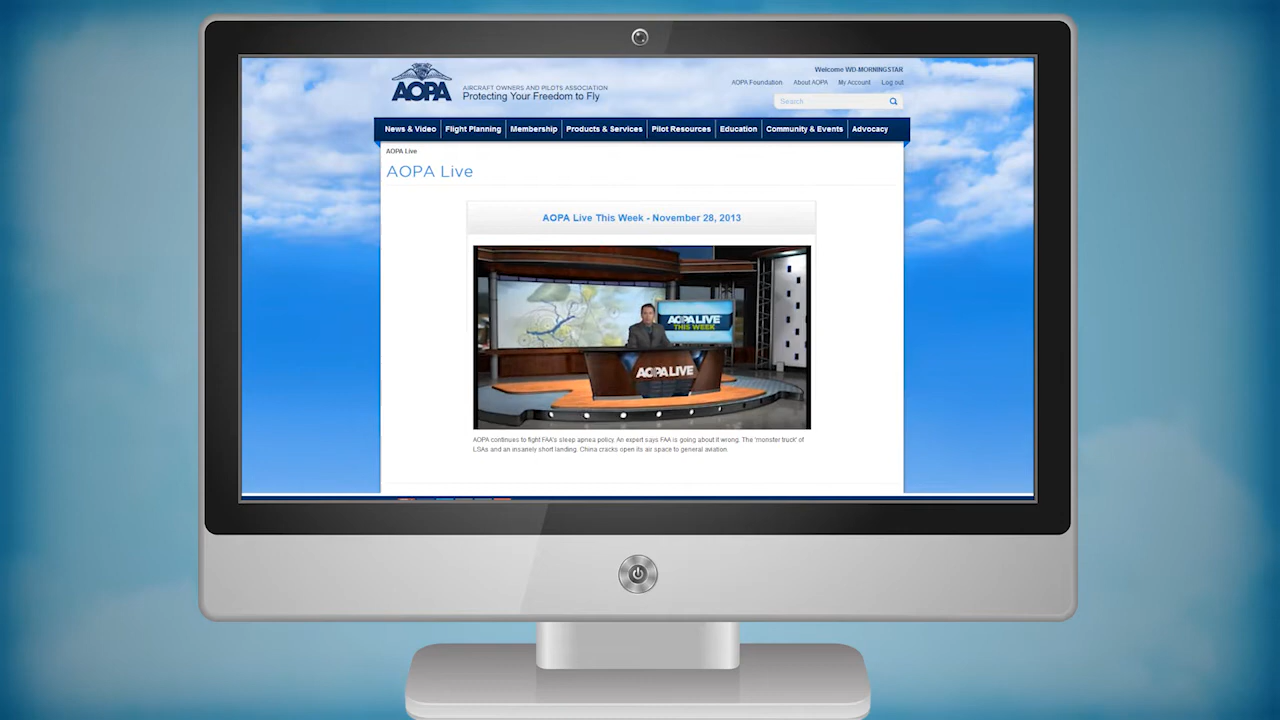 Welcome WD-MORNINGSTAR
AOPA Foundation About AOPA My Account Log out
AOPA
AIRCRAFT OWNERS AND PILOTS ASSOCIATION
Protecting Your Freedom to Fly
Search
News & Video Flight Planning Membership Products & Services Pilot Resources Education Community & Events Advocacy
AOPA Live
AOPA Live
AOPA Live This Week - November 28, 2013
AOPA LIVE
THIS WEEK
AOPA LIVE
AOPA continues to fight FAA's sleep apnea policy. An expert says FAA is going about it wrong. The 'monster truck' of
LSAs and an insanely short landing. China cracks open its air space to general aviation.